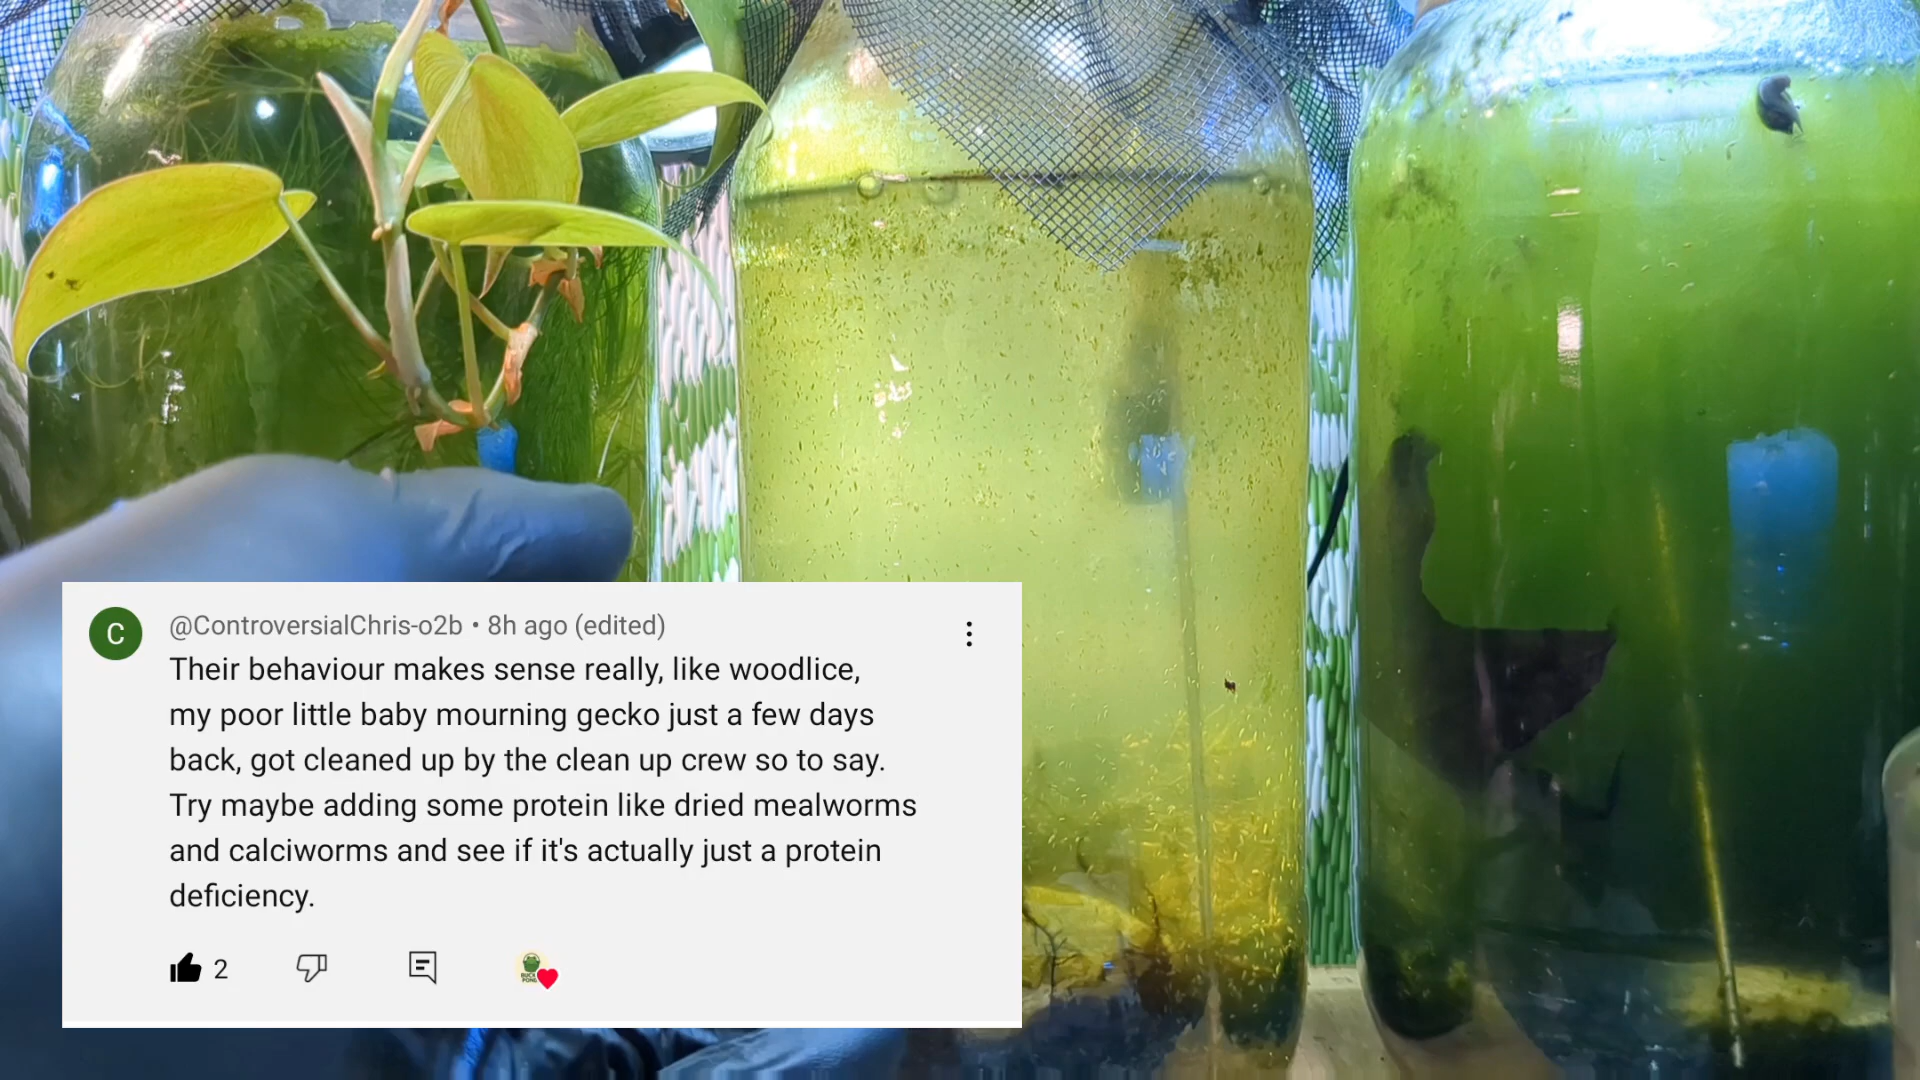 C
@ControversialChris-o2b • 8h ago (edited)
Their behaviour makes sense really, like woodlice,
my poor little baby mourning gecko just a few days
back, got cleaned up by the clean up crew so to say.
Try maybe adding some protein like dried mealworms
and calciworms and see if it's actually just a protein
deficiency.
2